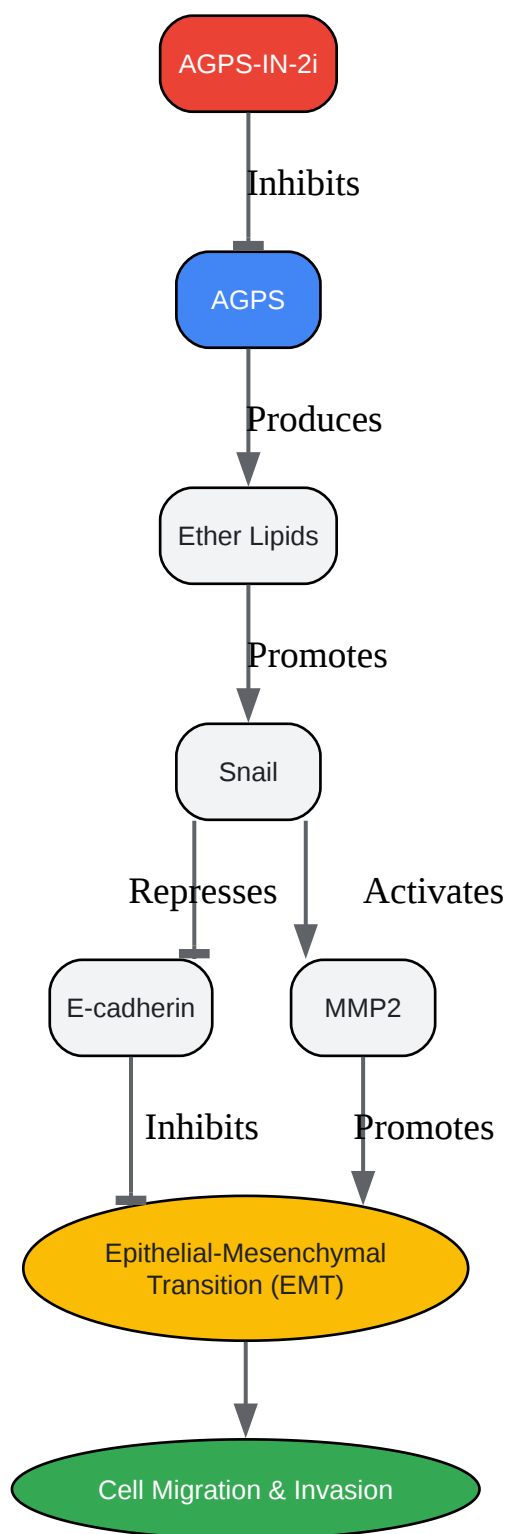 AGPS-IN-2i
Inhibits
AGPS
Produces
Ether Lipids
Promotes
Snail
Represses
Activates
E-cadherin
MMP2
Inhibits
Promotes
Epithelial-Mesenchymal
Transition (EMT)
Cell Migration & Invasion